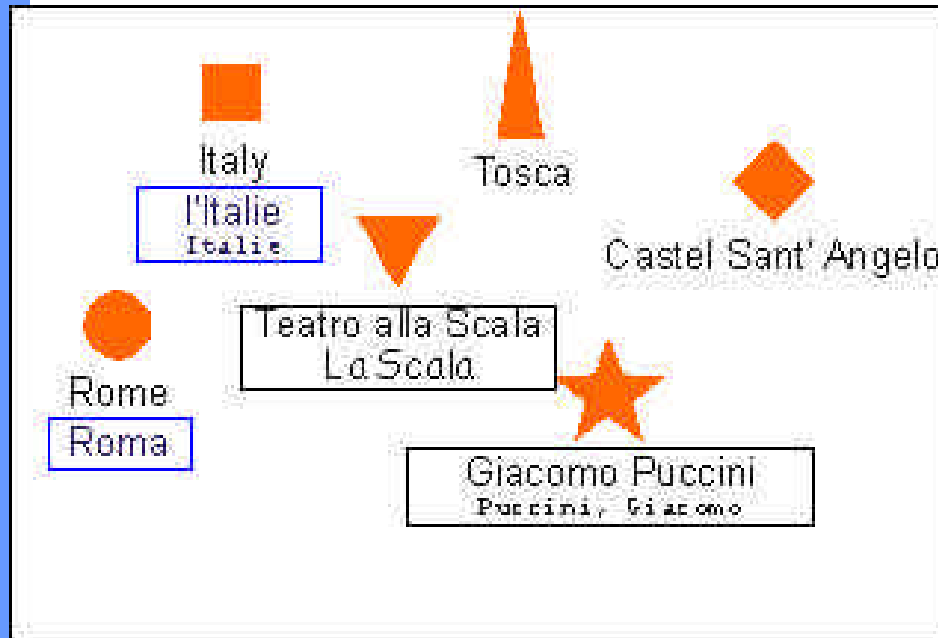 Italy
l'Italie
Italie
Tosca
Castel Sant' Angelo
Teatro alla Scala
La Scala
Rome
Roma
Giacomo Puccini
Puccini, Giacomo